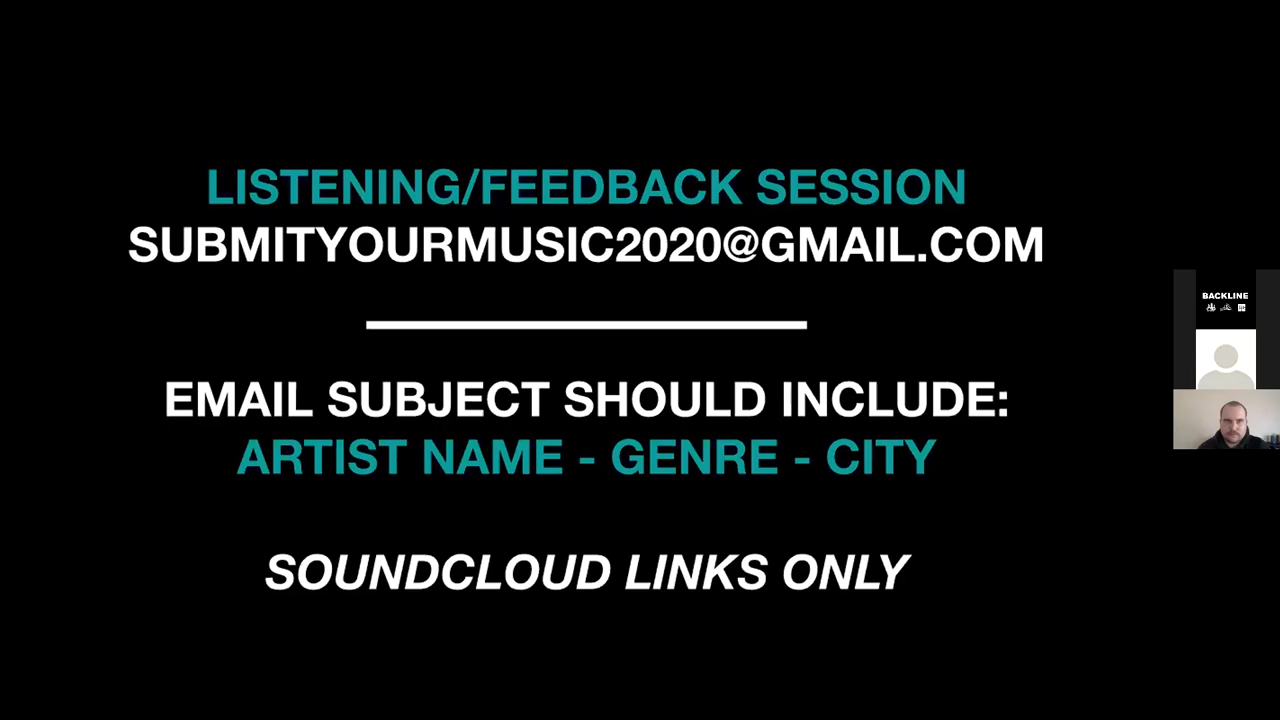 LISTENING/FEEDBACK SESSION
SUBMITYOURMUSIC2020@GMAIL.COM
EMAIL SUBJECT SHOULD INCLUDE:
ARTIST NAME - GENRE - CITY
SOUNDCLOUD LINKS ONLY
BACKLINE